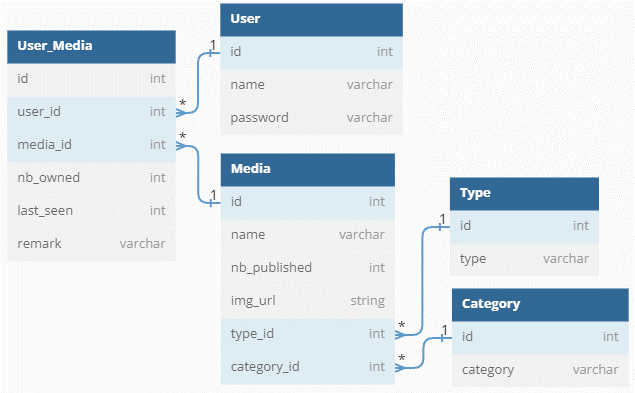 User_Media
id int
user_id int
media_id int
nb_owned int
last_seen int
remark varchar
* 1
* 1
User
id int
name varchar
password varchar
Media
id int
name varchar
nb_published int
img_url string
type_id int
category_id int
* 1
* 1
Type
id int
type varchar
Category
id int
category varchar